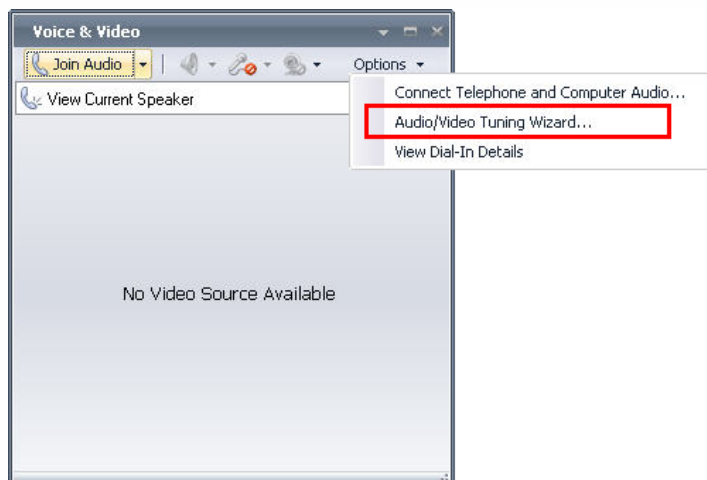 Voice & Video
Join Audio
Options
View Current Speaker
Connect Telephone and Computer Audio...
Audio/Video Tuning Wizard...
View Dial-In Details
No Video Source Available